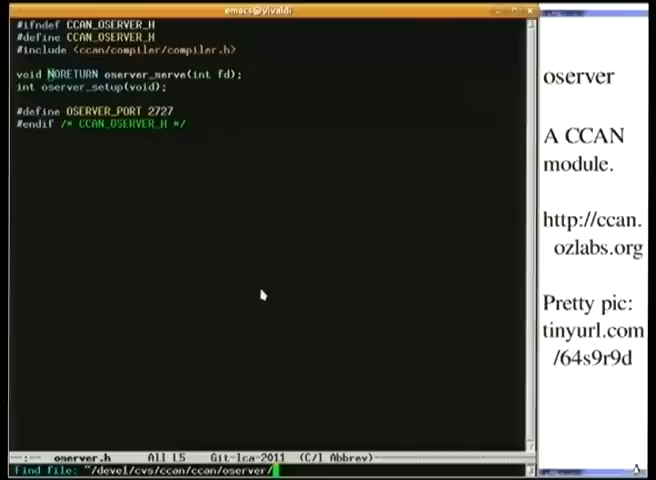 emacs@vivaldi
#ifndef CCAN_OSERVER_H
#define CCAN_OSERVER_H
#include <ccan/compiler/compiler.h>
void NORETURN oserver_serve(int fd);
int oserver_setup(void);
#define OSERVER_PORT 2727
#endif /* CCAN_OSERVER_H */
-:--- oserver.h All L5 Git-lca-2011 (C/l Abbrev)
Find file: ~/devel/cvs/ccan/ccan/oserver/
oserver
A CCAN
module.
http://ccan.
ozlabs.org
Pretty pic:
tinyurl.com
/64s9r9d